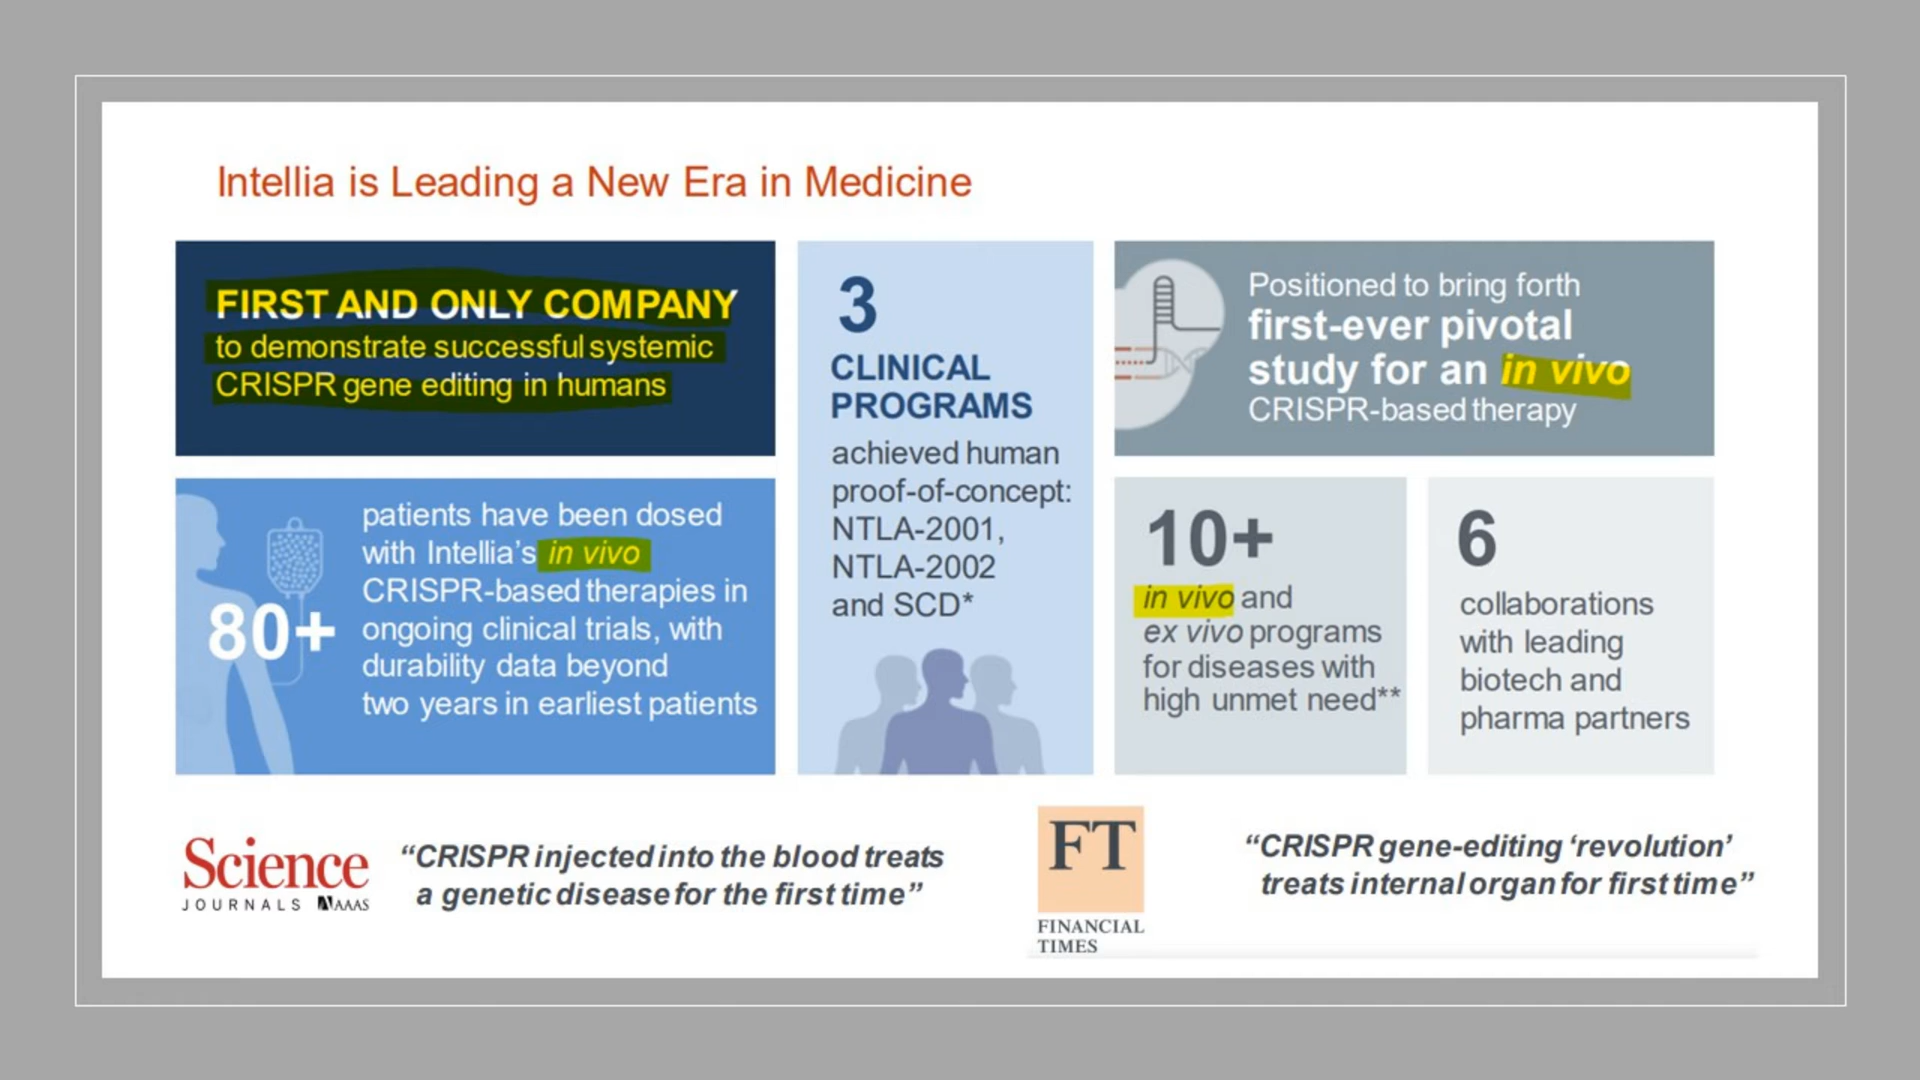 Intellia is Leading a New Era in Medicine
FIRST AND ONLY COMPANY
to demonstrate successful systemic
CRISPR gene editing in humans
80+
patients have been dosed
with Intellia's in vivo
CRISPR-based therapies in
ongoing clinical trials, with
durability data beyond
two years in earliest patients
3
CLINICAL
PROGRAMS
achieved human
proof-of-concept:
NTLA-2001,
NTLA-2002
and SCD*
Positioned to bring forth
first-ever pivotal
study for an in vivo
CRISPR-based therapy
10+
in vivo and
ex vivo programs
for diseases with
high unmet need**
6
collaborations
with leading
biotech and
pharma partners
Science
JOURNALS AAAS
“CRISPR injected into the blood treats
a genetic disease for the first time”
FT
FINANCIAL
TIMES
“CRISPR gene-editing ‘revolution’
treats internal organ for first time”